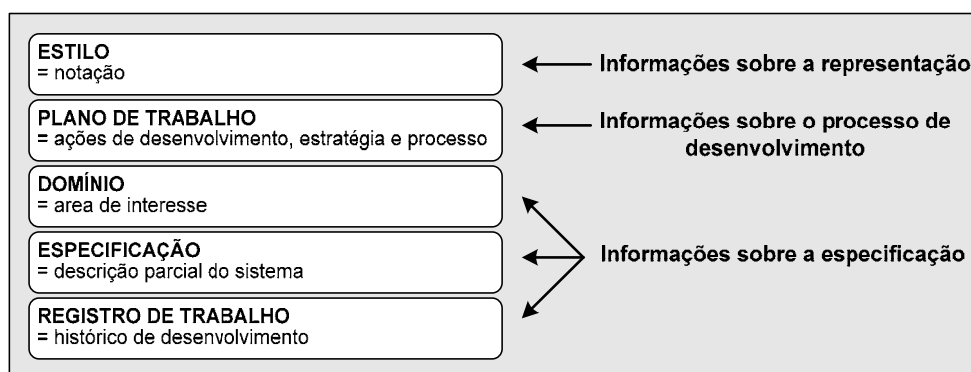 ESTILO
= notação
Informações sobre a representação
PLANO DE TRABALHO
= ações de desenvolvimento, estratégia e processo
Informações sobre o processo de
desenvolvimento
DOMÍNIO
= area de interesse
ESPECIFICAÇÃO
= descrição parcial do sistema
Informações sobre a especificação
REGISTRO DE TRABALHO
= histórico de desenvolvimento